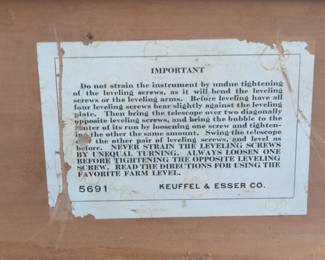 IMPORTANT
Do not strain the instrument by undue tightening
of the leveling screws, as it will bend the leveling
screws or the leveling arms. Before leveling have all
four leveling screws bear slightly against the leveling
plate. Then bring the telescope over two diagonally
opposite leveling screws, and bring the bubble to the
center of its run by loosening one screw and tighten-
ing the other the same amount. Swing the telescope
the other pair of leveling screws, and level as
before. NEVER STRAIN THE LEVELING SCREWS
BY UNEQUAL TURNING. ALWAYS LOOSEN ONE
BEFORE TIGHTENING THE OPPOSITE LEVELING
SCREW. READ THE DIRECTIONS FOR USING THE
FAVORITE FARM LEVEL.
5691 KEUFFEL & ESSER CO.